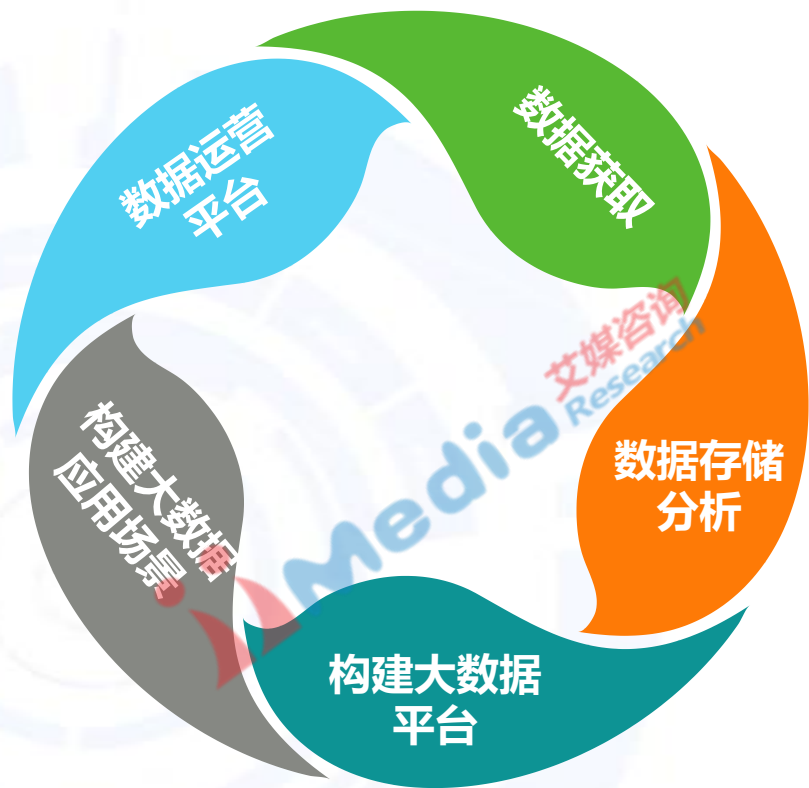 数据获取
数据存储
分析
构建大数据
平台
构建大数据
应用场景
数据运营
平台
艾媒咨询
iiMedia
Research